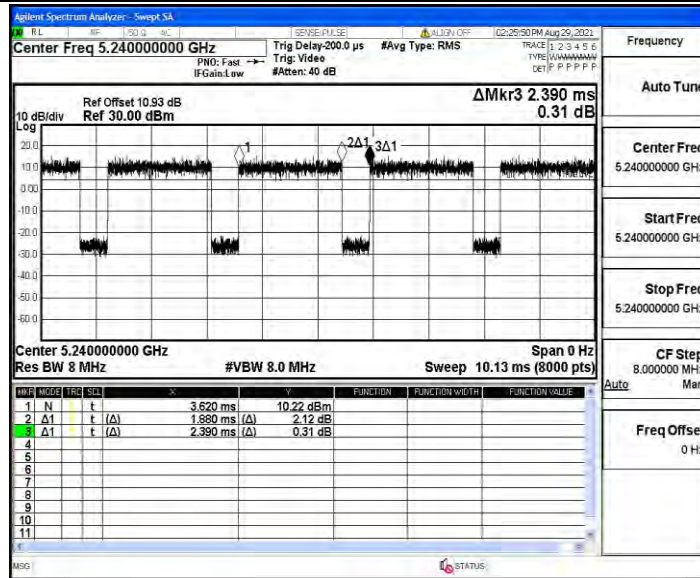 Agilent Spectrum Analyzer - Swept SA
RL RF 50 Ω AC SENSE:PULSE ALIGN OFF 02:25:50 PM Aug 29, 2021
Center Freq 5.240000000 GHz
PNO: Fast
IFGain:Low
Trig Delay-200.0 µs
Trig: Video
#Atten: 40 dB
#Avg Type: RMS
TRACE 1 2 3 4 5 6
TYPE WWWWWW
DET P P P P P P
Ref Offset 10.93 dB
10 dB/div Ref 30.00 dBm
ΔMkr3 2.390 ms
0.31 dB
Log
20.0
10.0
0.00
-10.0
-20.0
-30.0
-40.0
-50.0
-60.0
1
2Δ1
3Δ1
Center 5.240000000 GHz Span 0 Hz
Res BW 8 MHz #VBW 8.0 MHz Sweep 10.13 ms (8000 pts)
MKR MODE TRC SCL X Y FUNCTION FUNCTION WIDTH FUNCTION VALUE
1 N t 3.620 ms 10.22 dBm
2 Δ1 t (Δ) 1.880 ms (Δ) 2.12 dB
3 Δ1 t (Δ) 2.390 ms (Δ) 0.31 dB
4
5
6
7
8
9
10
11
MSG STATUS
Frequency
Auto Tune
Center Freq
5.240000000 GHz
Start Freq
5.240000000 GHz
Stop Freq
5.240000000 GHz
CF Step
8.000000 MHz
Auto Man
Freq Offset
0 Hz